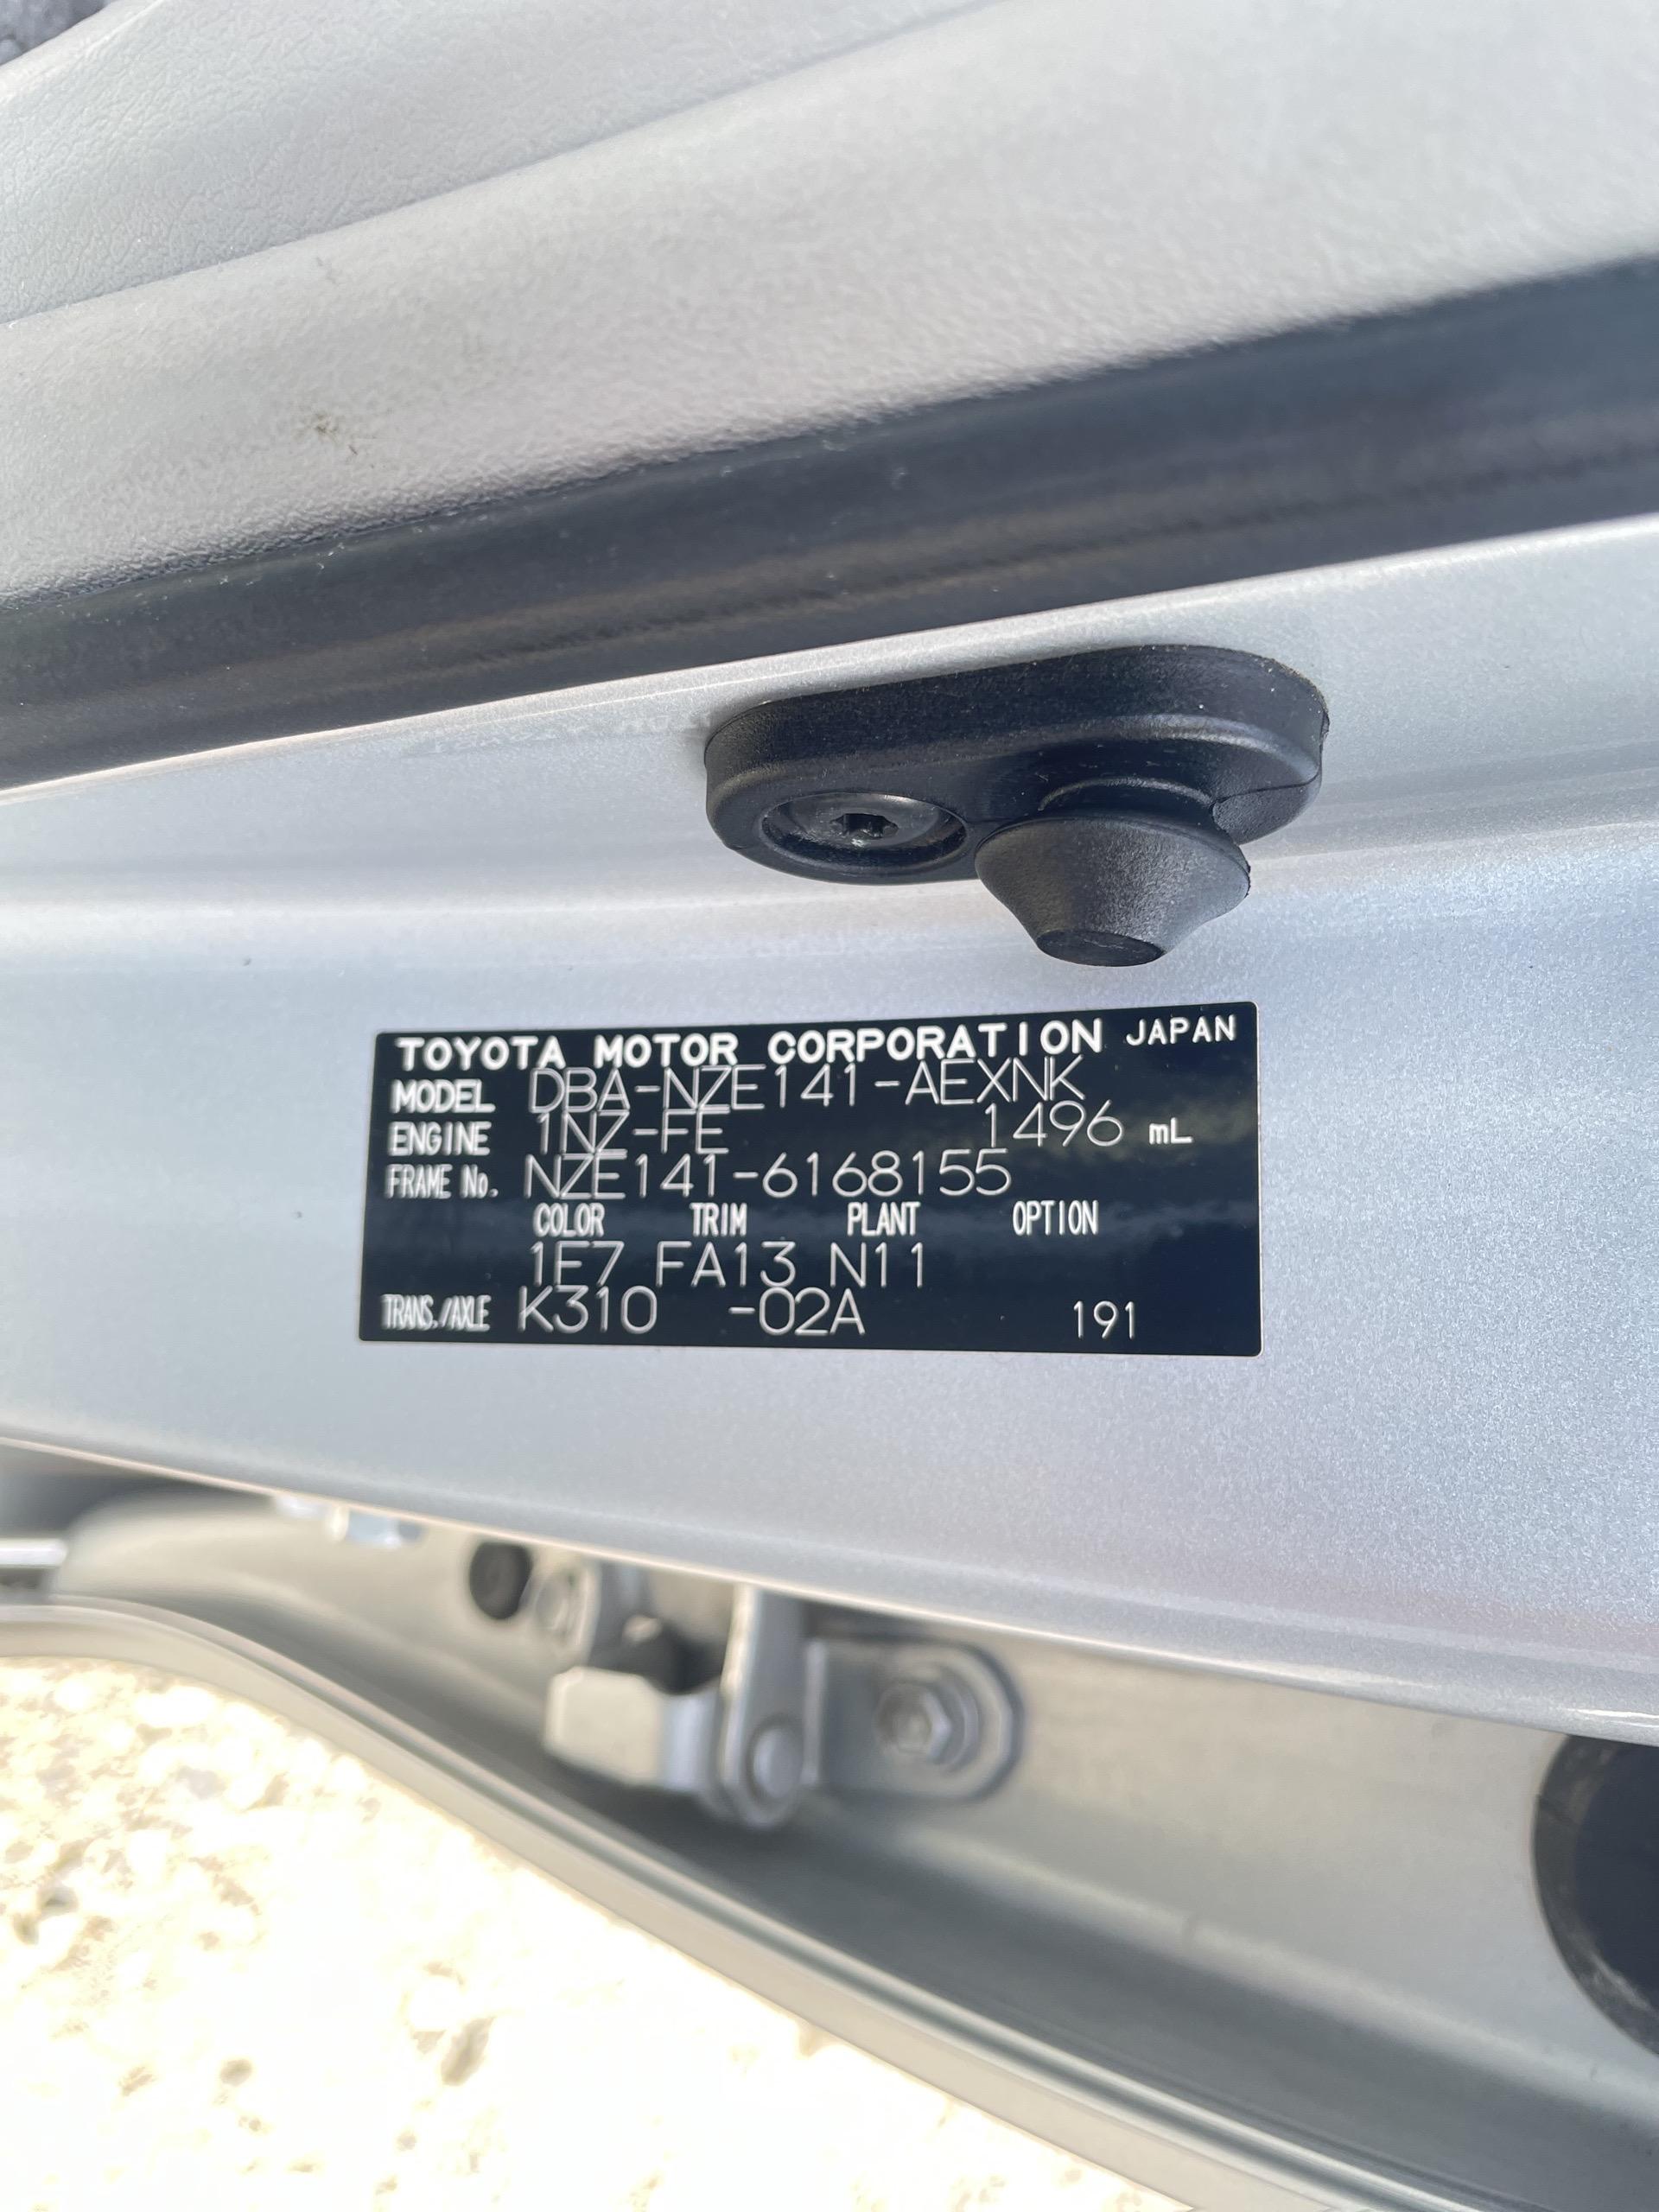 TOYOTA MOTOR CORPORATION JAPAN
MODEL DBA-NZE141-AEXNK
ENGINE 1NZ-FE 1496 mL
FRAME No. NZE141-6168155
COLOR TRIM PLANT OPTION
1E7 FA13 N11
TRANS./AXLE K310 -02A 191